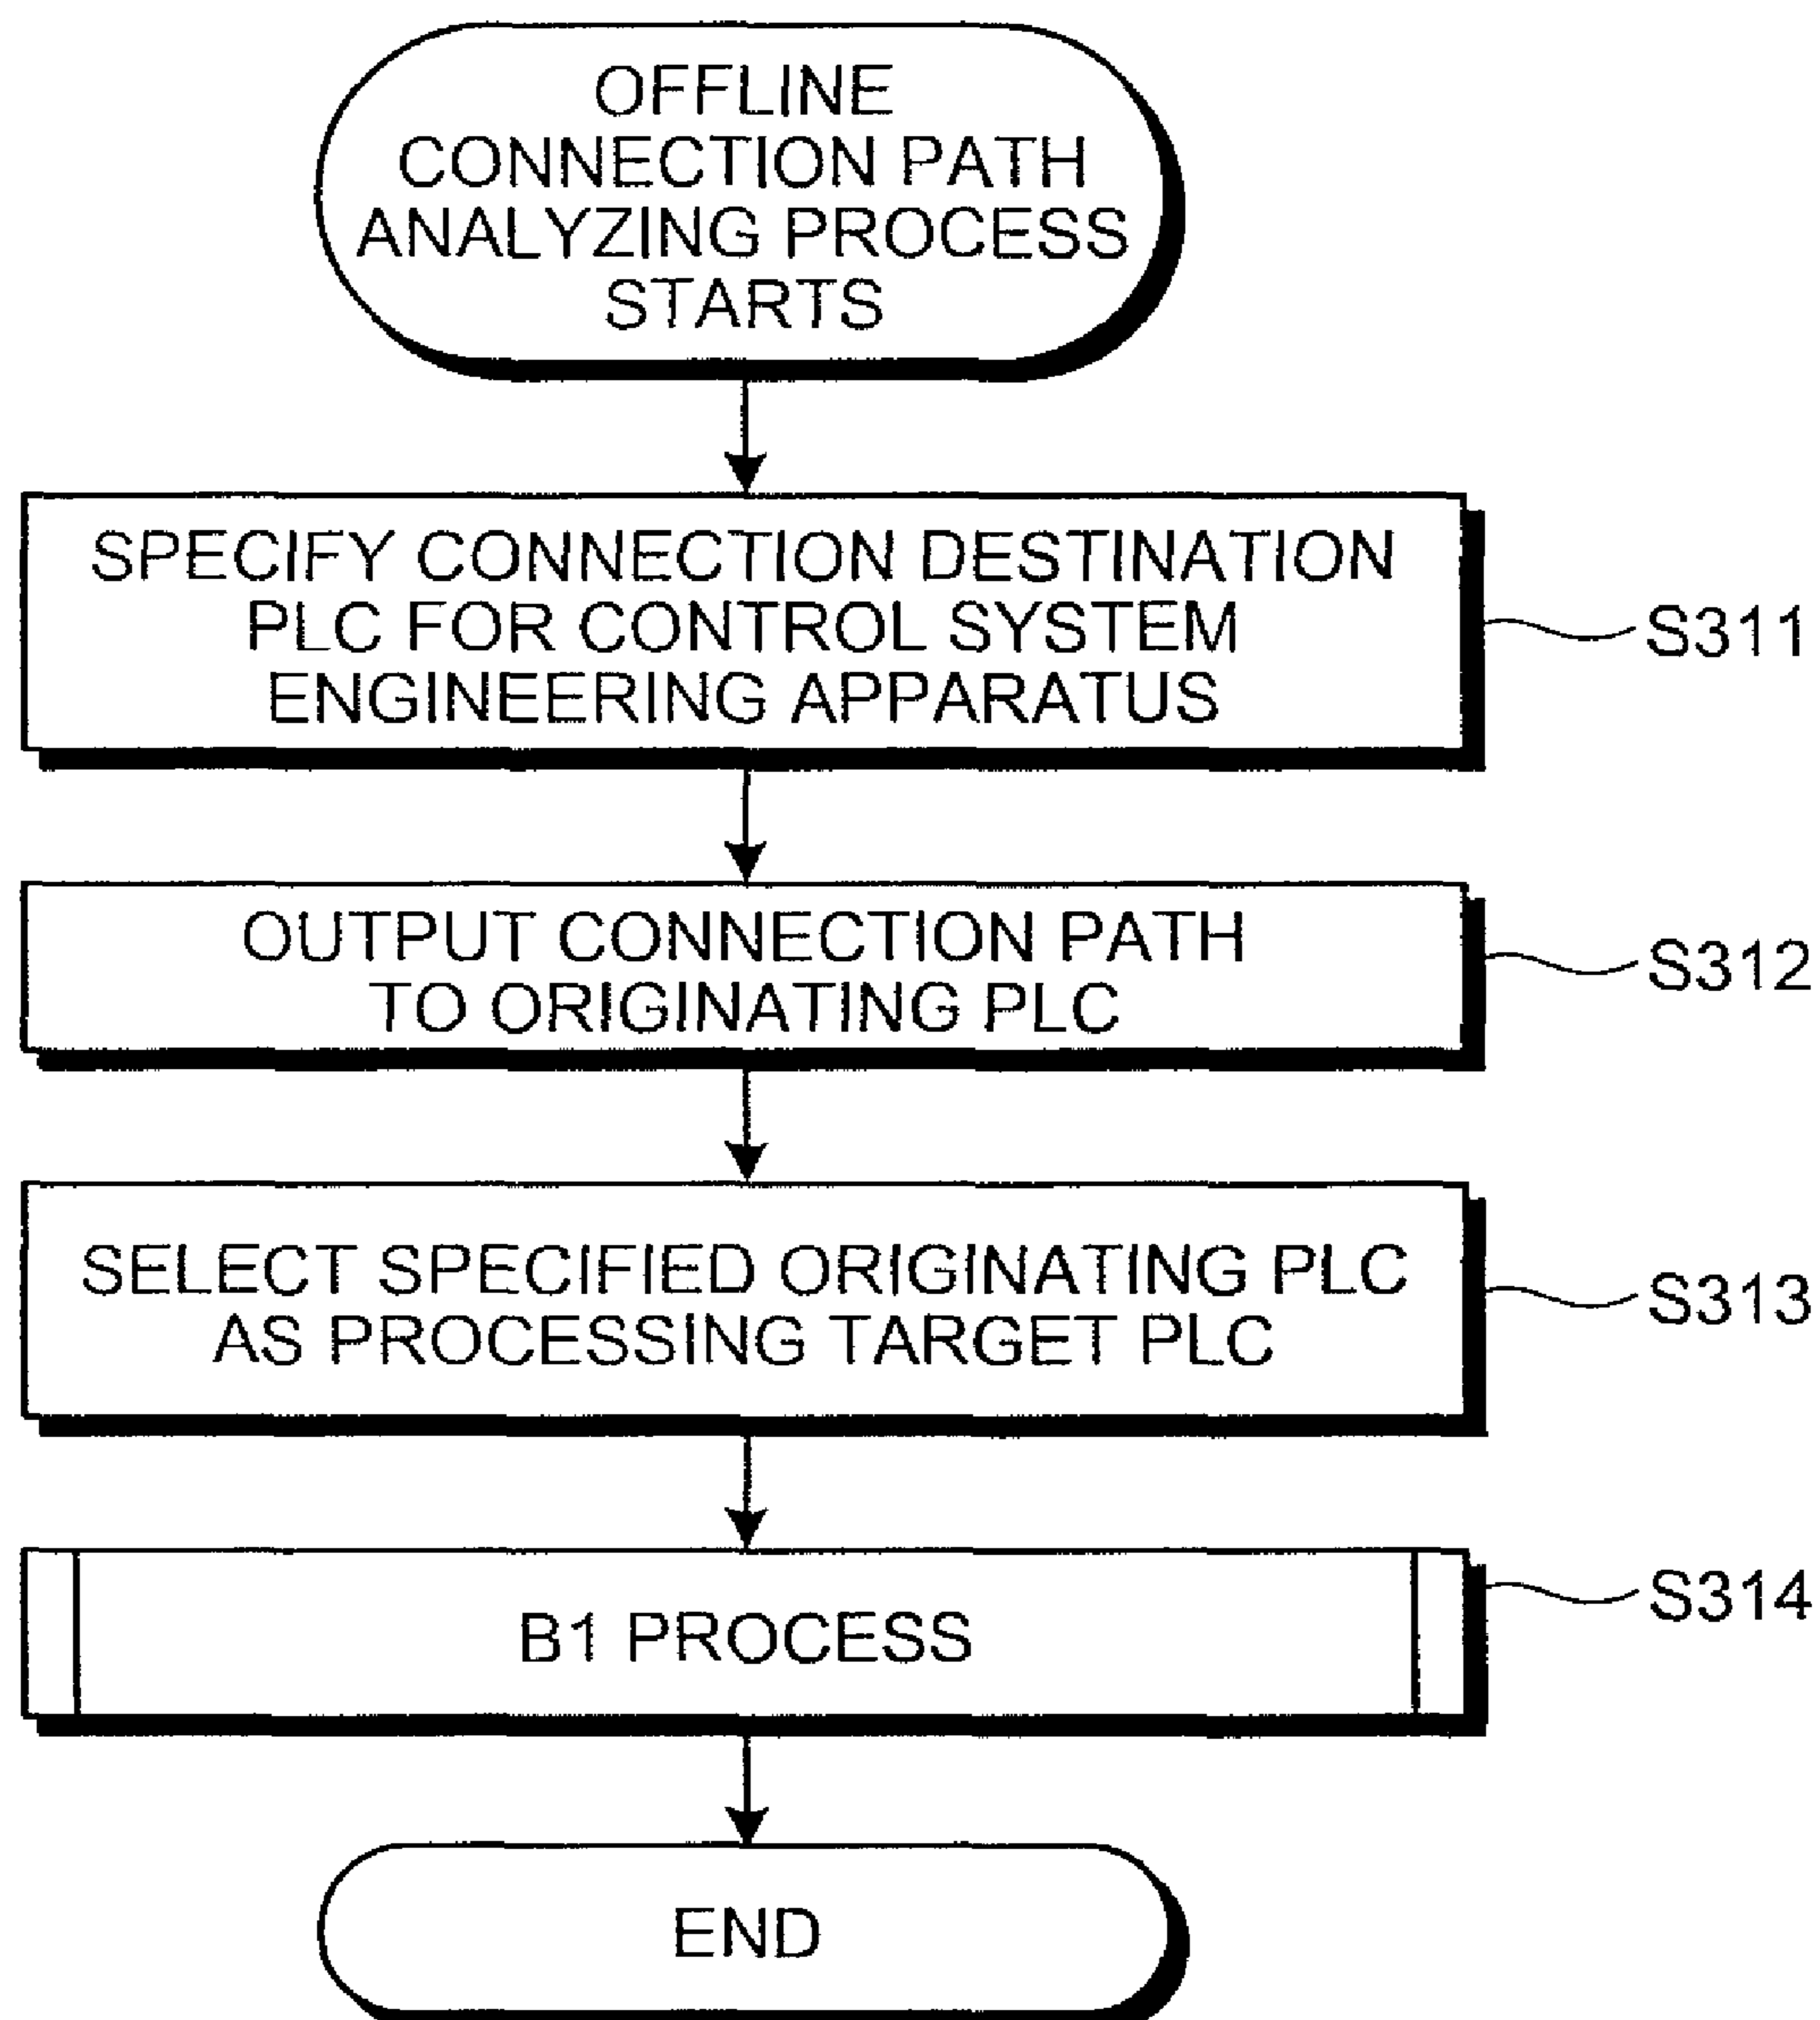 OFFLINE
CONNECTION PATH
ANALYZING PROCESS
STARTS
SPECIFY CONNECTION DESTINATION
PLC FOR CONTROL SYSTEM
ENGINEERING APPARATUS
S311
OUTPUT CONNECTION PATH
TO ORIGINATING PLC
S312
SELECT SPECIFIED ORIGINATING PLC
AS PROCESSING TARGET PLC
S313
B1 PROCESS
S314
END